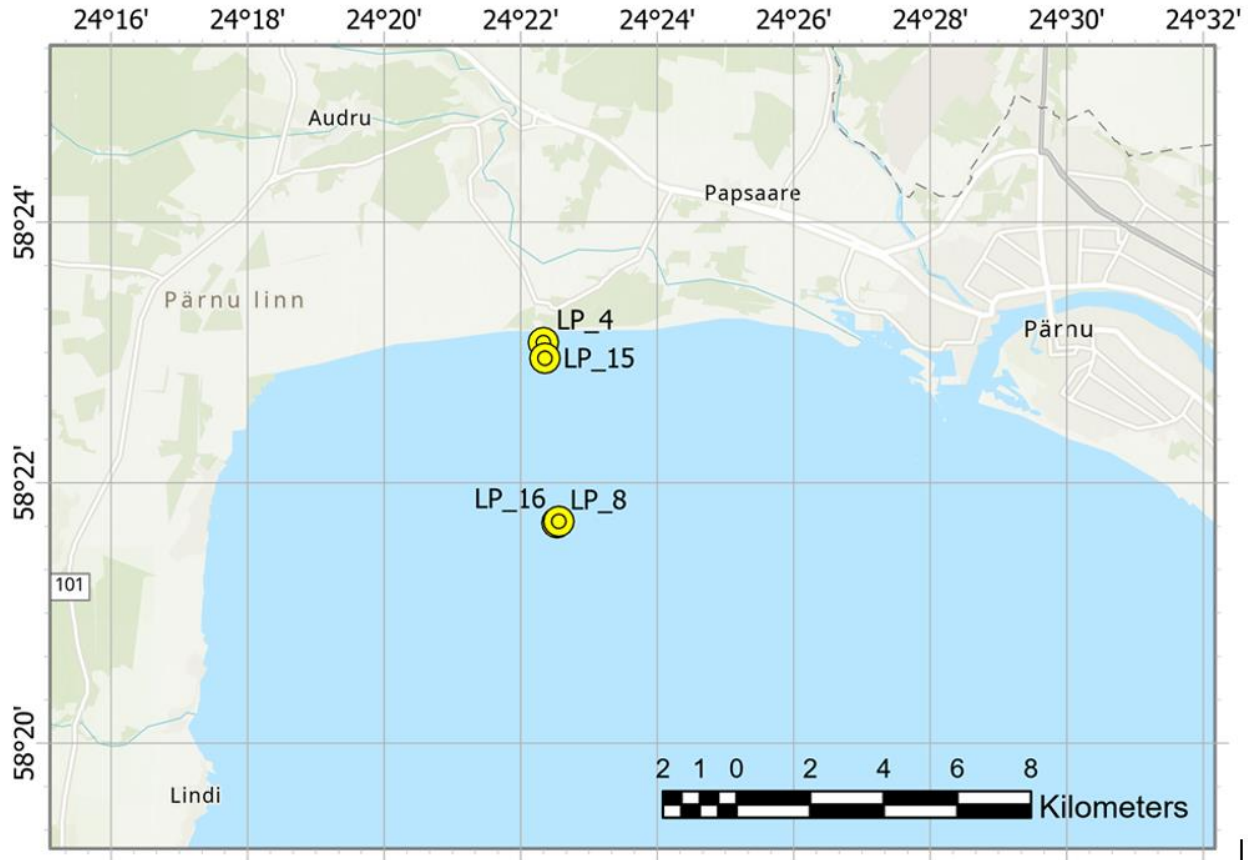 24°16' 24°18' 24°20' 24°22' 24°24' 24°26' 24°28' 24°30' 24°32'
Audru
Papsaare
58°24'
Pärnu linn
LP_4
Pärnu
LP_15
58°22'
LP_16 LP_8
101
58°20'
2 1 0 2 4 6 8
Lindi
Kilometers